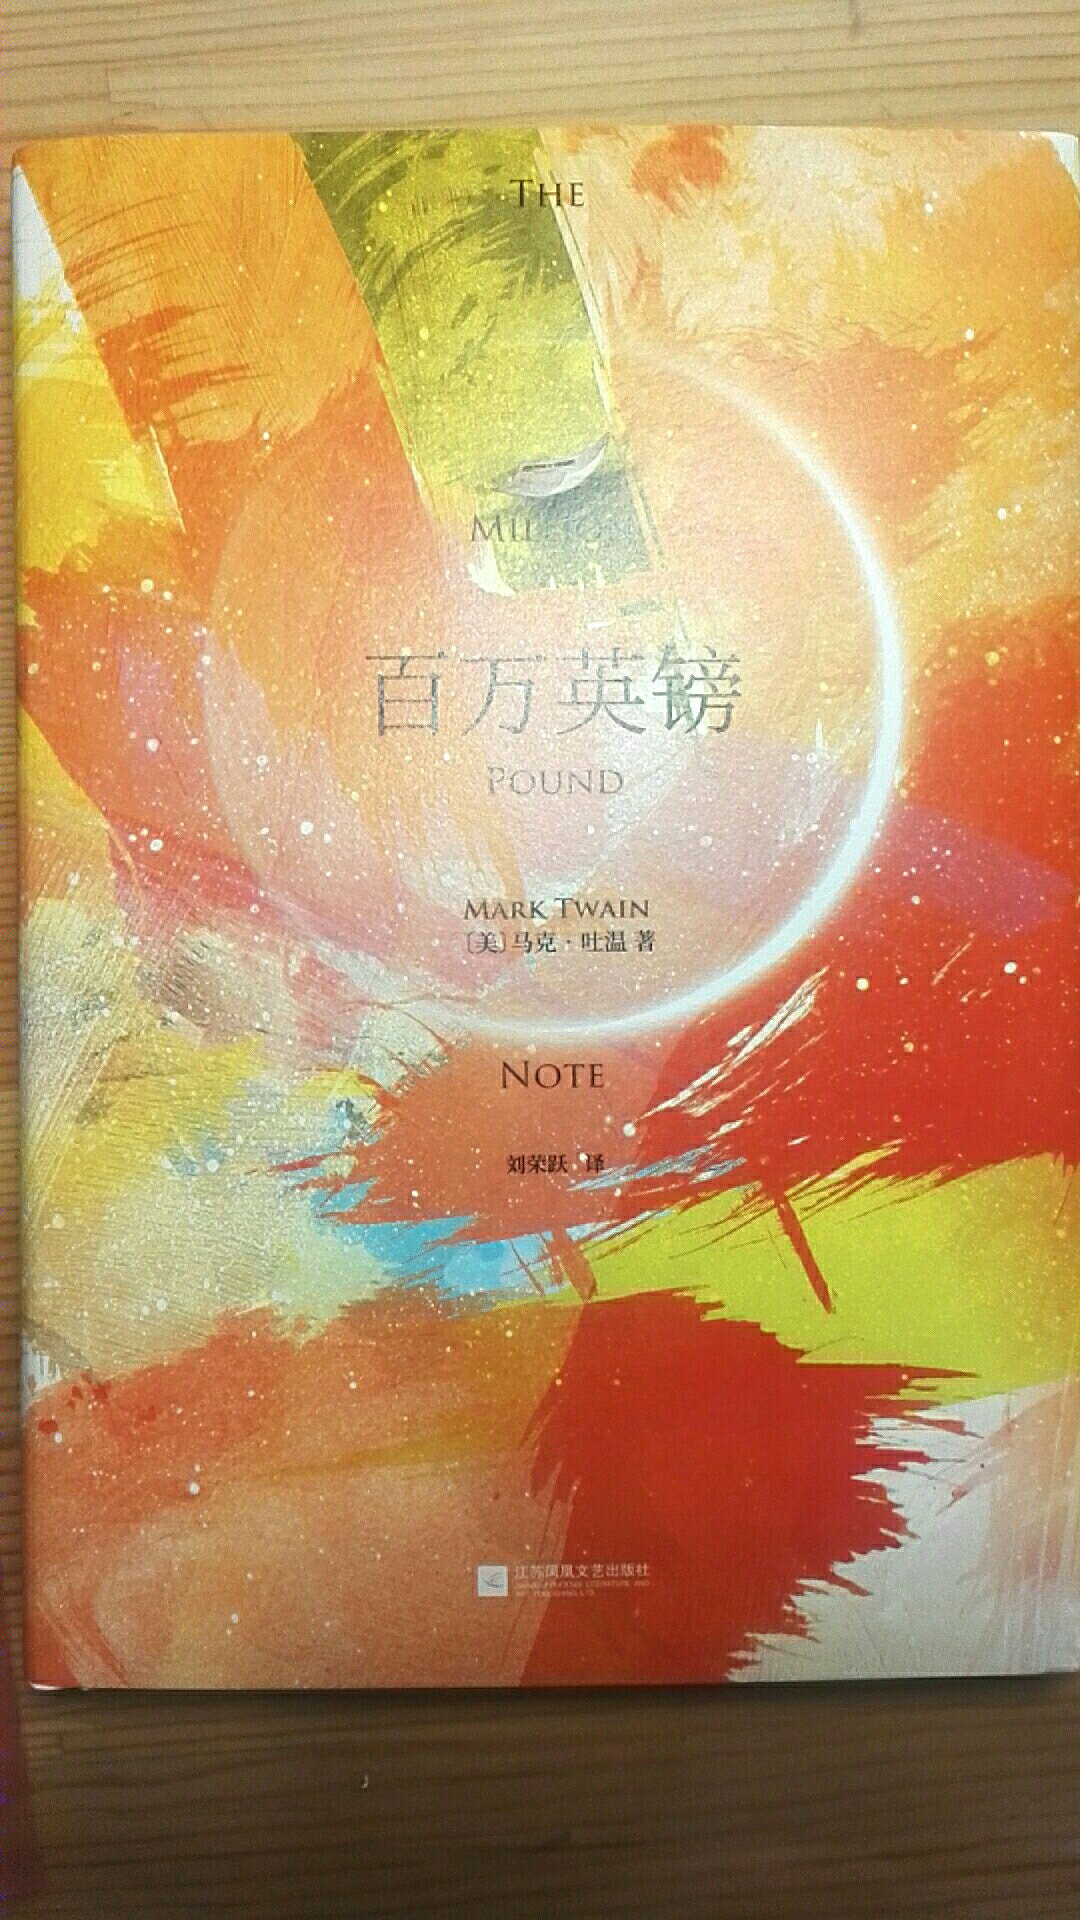 THE
MILLION
百万英镑
POUND
MARK TWAIN
[美]马克·吐温 著
NOTE
刘荣跃 译
江苏凤凰文艺出版社